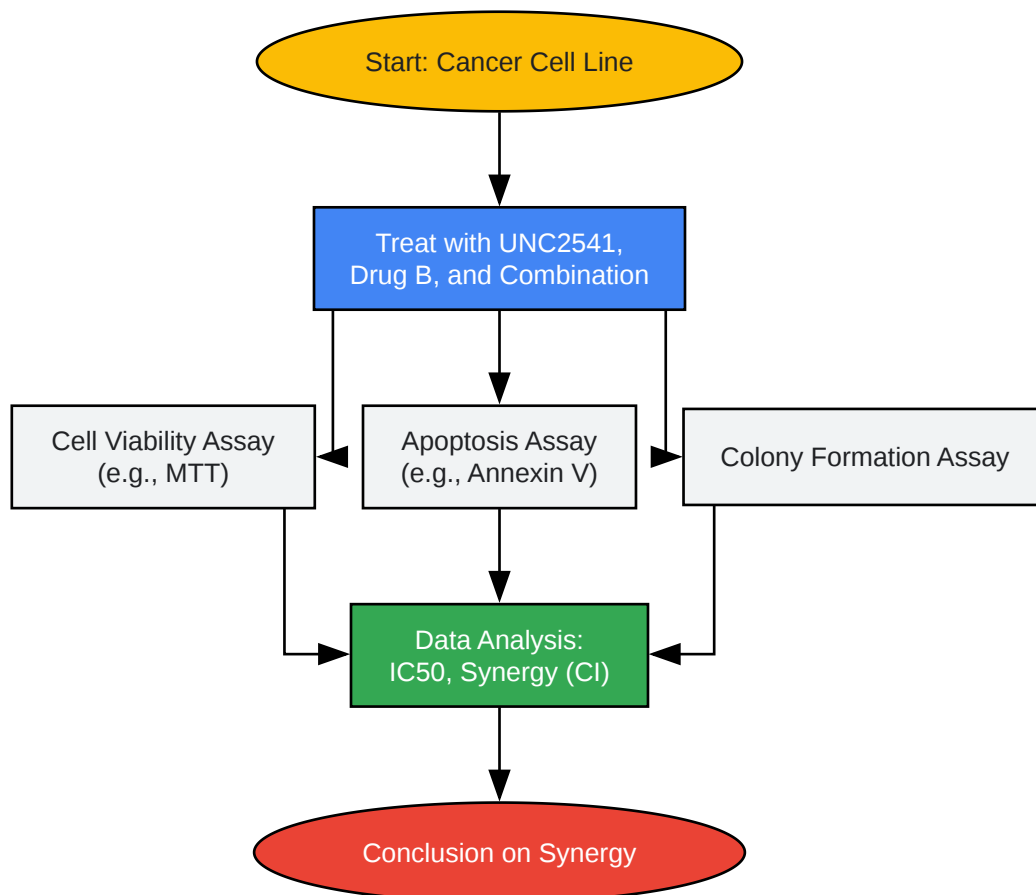 Start: Cancer Cell Line
Treat with UNC2541,
Drug B, and Combination
Cell Viability Assay
(e.g., MTT)
Apoptosis Assay
(e.g., Annexin V)
Colony Formation Assay
Data Analysis:
IC50, Synergy (CI)
Conclusion on Synergy